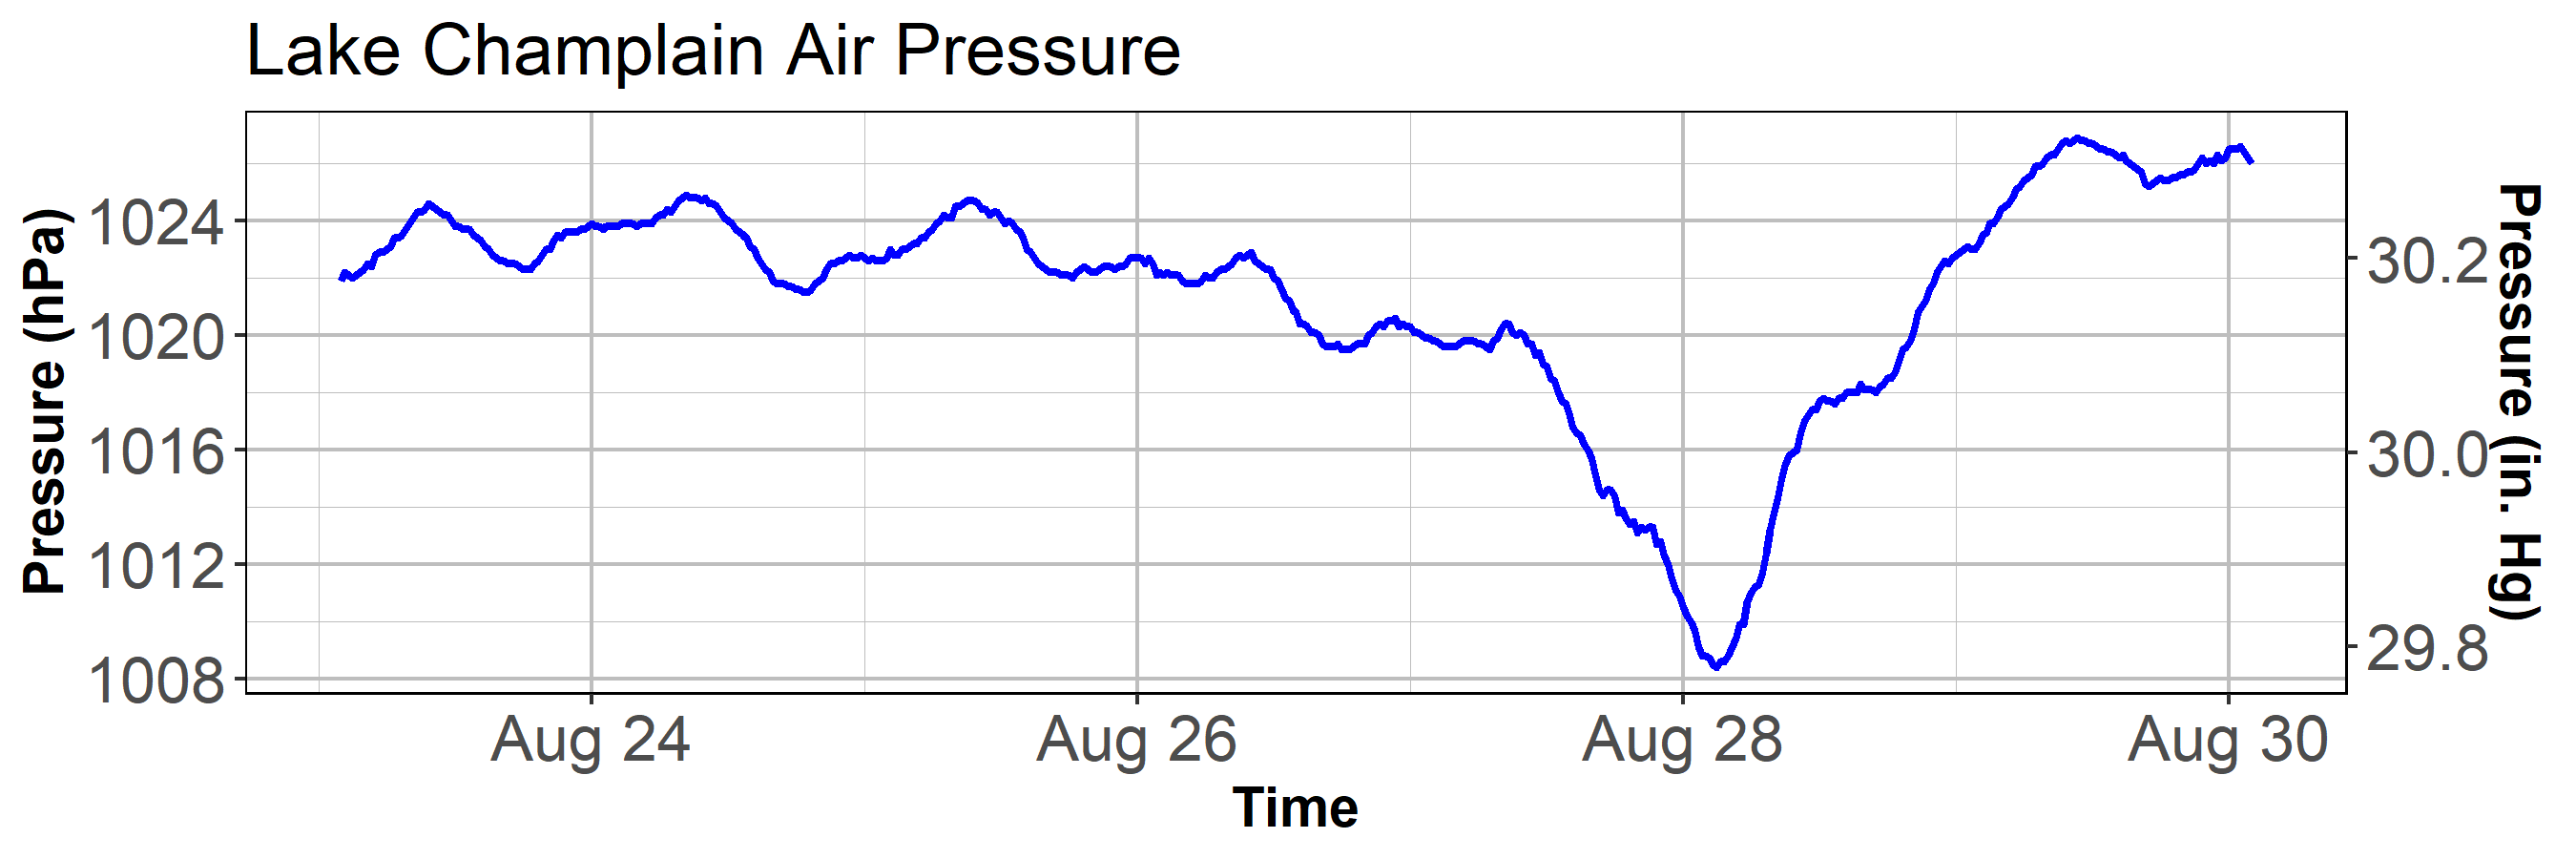 Lake Champlain Air Pressure
Pressure (hPa)
1024
1020
1016
1012
1008
30.2
30.0
29.8
Pressure (in. Hg)
Aug 24
Aug 26
Aug 28
Aug 30
Time